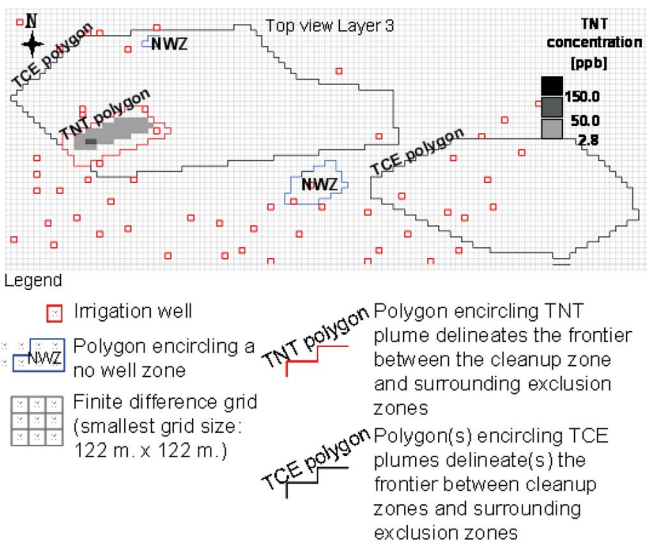 N
Top view Layer 3
TNT
concentration
[ppb]
TCE polygon
NWZ
150.0
50.0
2.8
TNT polygon
TCE polygon
NWZ
Legend
Irrigation well
NWZ
Polygon encircling a
no well zone
Finite difference grid
(smallest grid size:
122 m. x 122 m.)
TNT polygon
Polygon encircling TNT
plume delineates the frontier
between the cleanup zone
and surrounding exclusion
zones
TCE polygon
Polygon(s) encircling TCE
plumes delineate(s) the
frontier between cleanup
zones and surrounding
exclusion zones